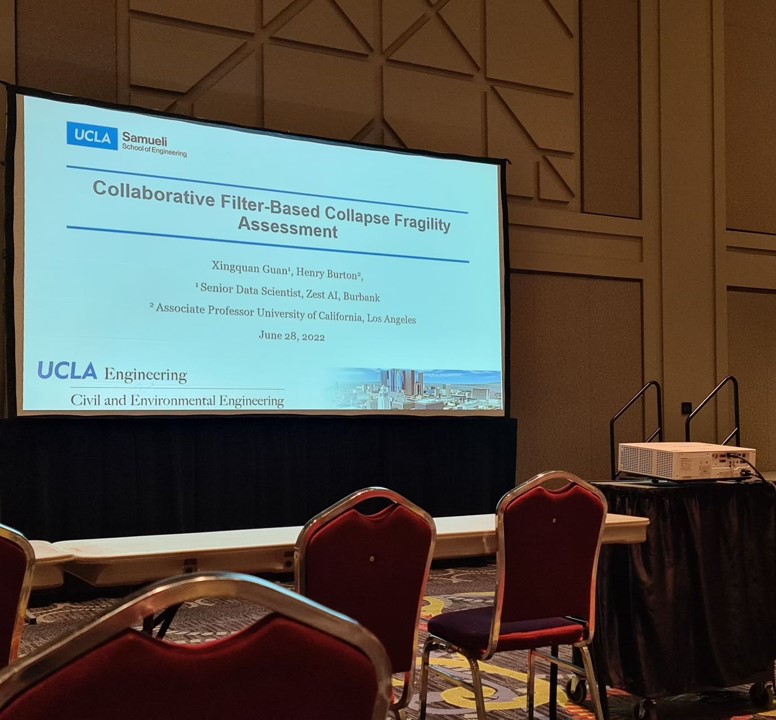 UCLA Samueli
School of Engineering
Collaborative Filter-Based Collapse Fragility
Assessment
Xingquan Guan¹, Henry Burton²,
¹ Senior Data Scientist, Zest AI, Burbank
² Associate Professor University of California, Los Angeles
June 28, 2022
UCLA Engineering
Civil and Environmental Engineering